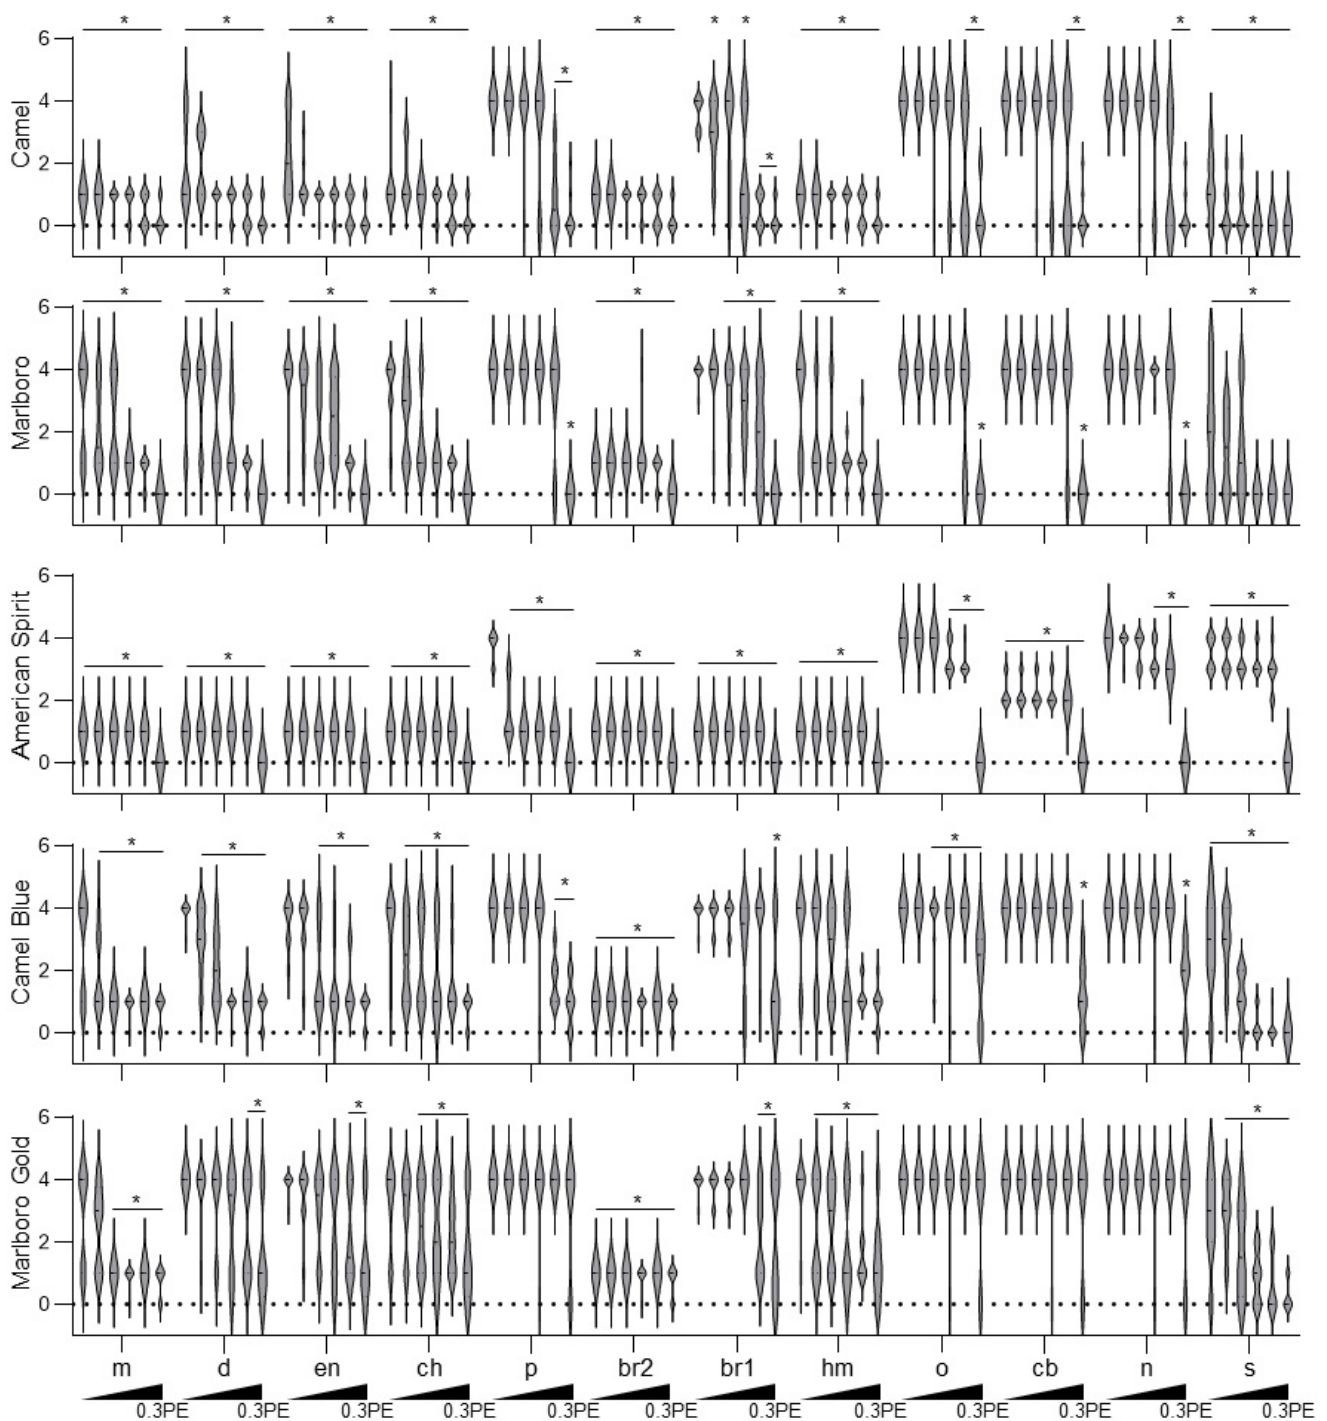 * * * * * * * * * * * *
6
*
4
Camel
*
2
0
* * * * * * * *
6
4
Marlboro
* * * *
2
0
6
* * * *
*
4
American Spirit
* * * * * * *
2
0
* * * * * * *
6
* * *
4
Camel Blue
*
2
0
* * * * * *
6
4
Marlboro Gold
* *
2
0
m d en ch p br2 br1 hm o cb n s
0.3PE 0.3PE 0.3PE 0.3PE 0.3PE 0.3PE 0.3PE 0.3PE 0.3PE 0.3PE 0.3PE 0.3PE